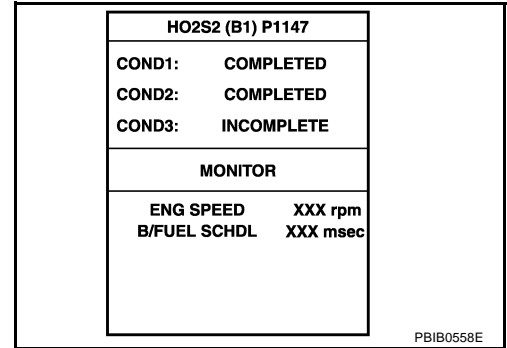 HO2S2 (B1) P1147
COND1: COMPLETED
COND2: COMPLETED
COND3: INCOMPLETE
MONITOR
ENG SPEED XXX rpm
B/FUEL SCHDL XXX msec
PBIB0558E